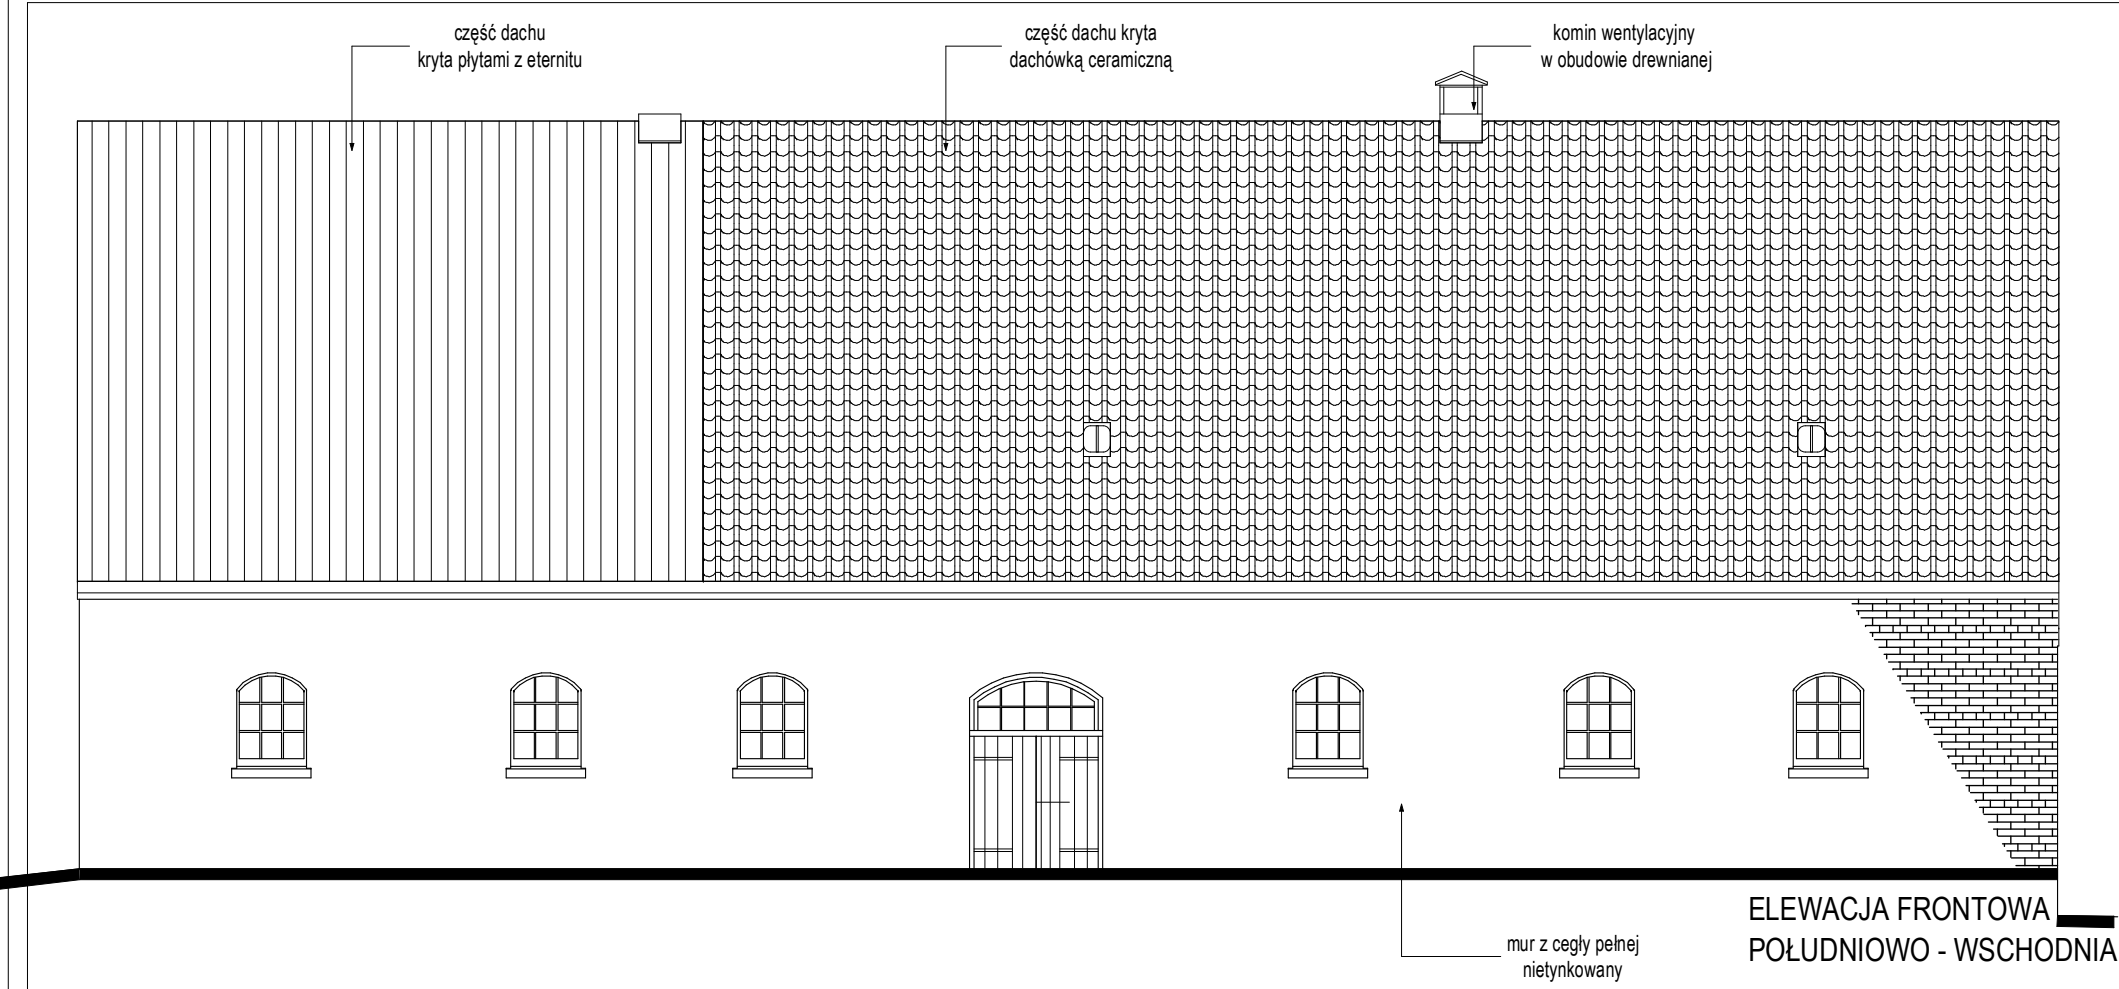 część dachu
kryta płytami z eternitu
część dachu kryta
dachówką ceramiczną
komin wentylacyjny
w obudowie drewnianej
mur z cegły pełnej
nietynkowany
ELEWACJA FRONTOWA
POŁUDNIOWO - WSCHODNIA